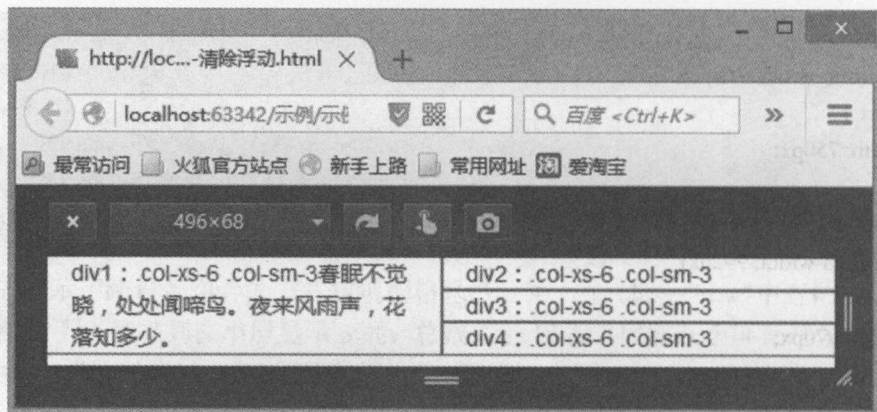 http://loc...-清除浮动.html
localhost:63342/示例/示例
百度 <Ctrl+K>
最常访问 火狐官方站点 新手上路 常用网址 淘 爱淘宝
496×68
div1：.col-xs-6 .col-sm-3春眠不觉
晓，处处闻啼鸟。夜来风雨声，花
落知多少。
div2：.col-xs-6 .col-sm-3
div3：.col-xs-6 .col-sm-3
div4：.col-xs-6 .col-sm-3